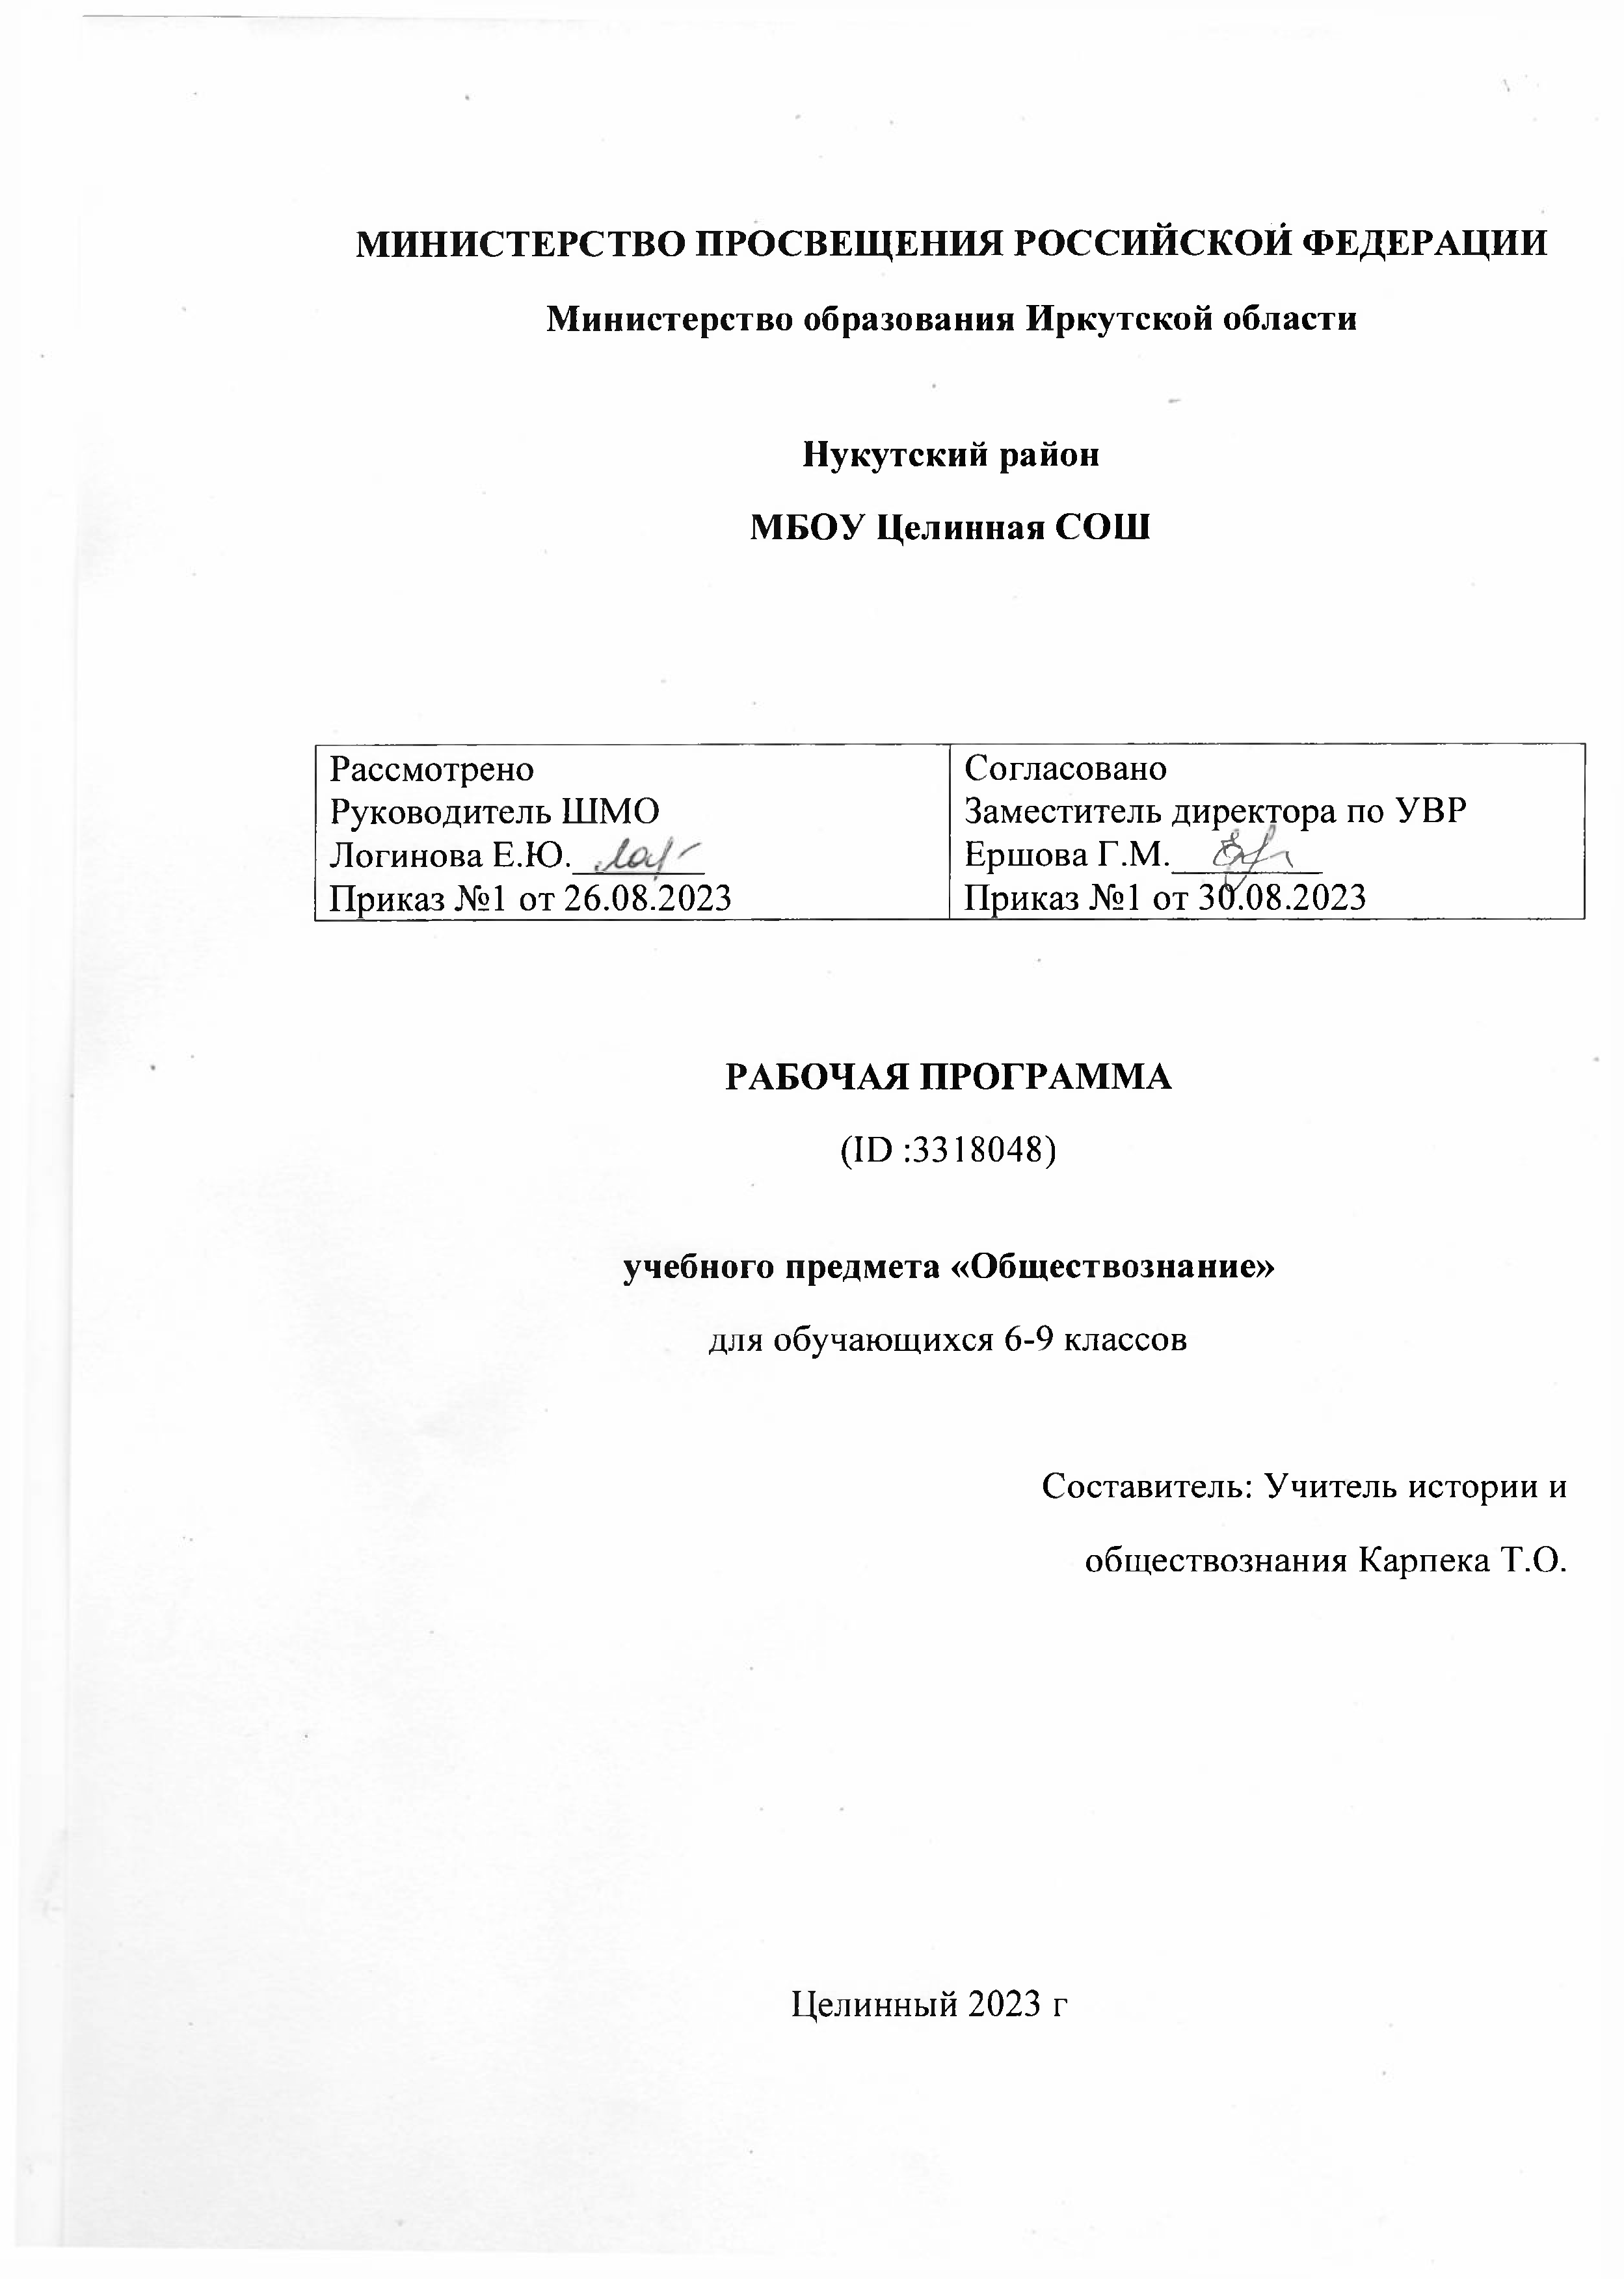 МИНИСТЕРСТВО ПРОСВЕЩЕНИЯ РОССИЙСКОЙ ФЕДЕРАЦИИ
Министерство образования Иркутской области
Нукутский район
МБОУ Целинная СОШ
Рассмотрено
Руководитель ШМО
Логинова Е.Ю.
Приказ №1 от 26.08.2023
Согласовано
Заместитель директора по УВР
Ершова Г.М.
Приказ №1 от 30.08.2023
РАБОЧАЯ ПРОГРАММА
(ID :3318048)
учебного предмета «Обществознание»
для обучающихся 6-9 классов
Составитель: Учитель истории и
обществознания Карпека Т.О.
Целинный 2023 г